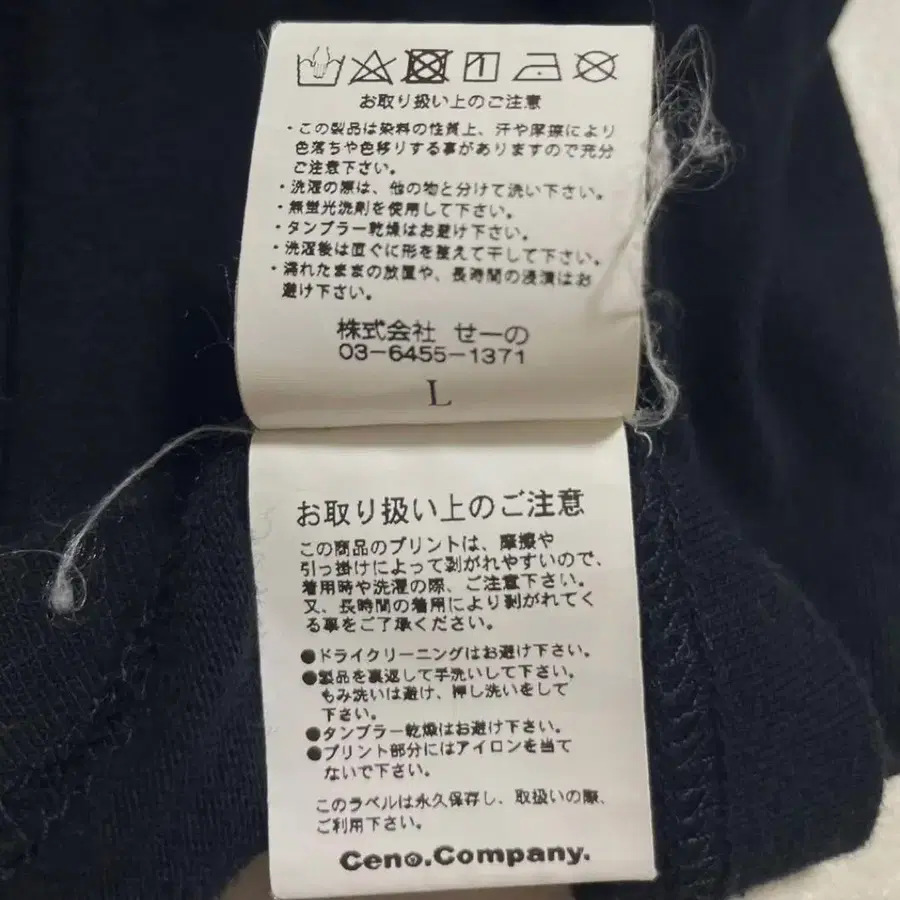 お取り扱い上のご注意
・この製品は染料の性質上、汗や摩擦により
色落ちや色移りする事がありますので充分
ご注意下さい。
・洗濯の際は、他の物と分けて洗い下さい。
・無蛍光洗剤を使用して下さい。
・タンブラー乾燥はお避け下さい。
・洗濯後は直ぐに形を整えて干して下さい。
・濡れたままの放置や、長時間の浸漬はお
避け下さい。
株式会社 せーの
03-6455-1371
L
お取り扱い上のご注意
この商品のプリントは、摩擦や
引っ掛けによって剥がれやすいので、
着用時や洗濯の際、ご注意下さい。
又、長時間の着用により剥がれてく
る事をご了承ください。
●ドライクリーニングはお避け下さい。
●製品を裏返して手洗いして下さい。
もみ洗いは避け、押し洗いをして
下さい。
●タンブラー乾燥はお避け下さい。
●プリント部分にはアイロンを当て
ないで下さい。
このラベルは永久保存し、取扱いの際、
ご利用下さい。
Ceno.Company.